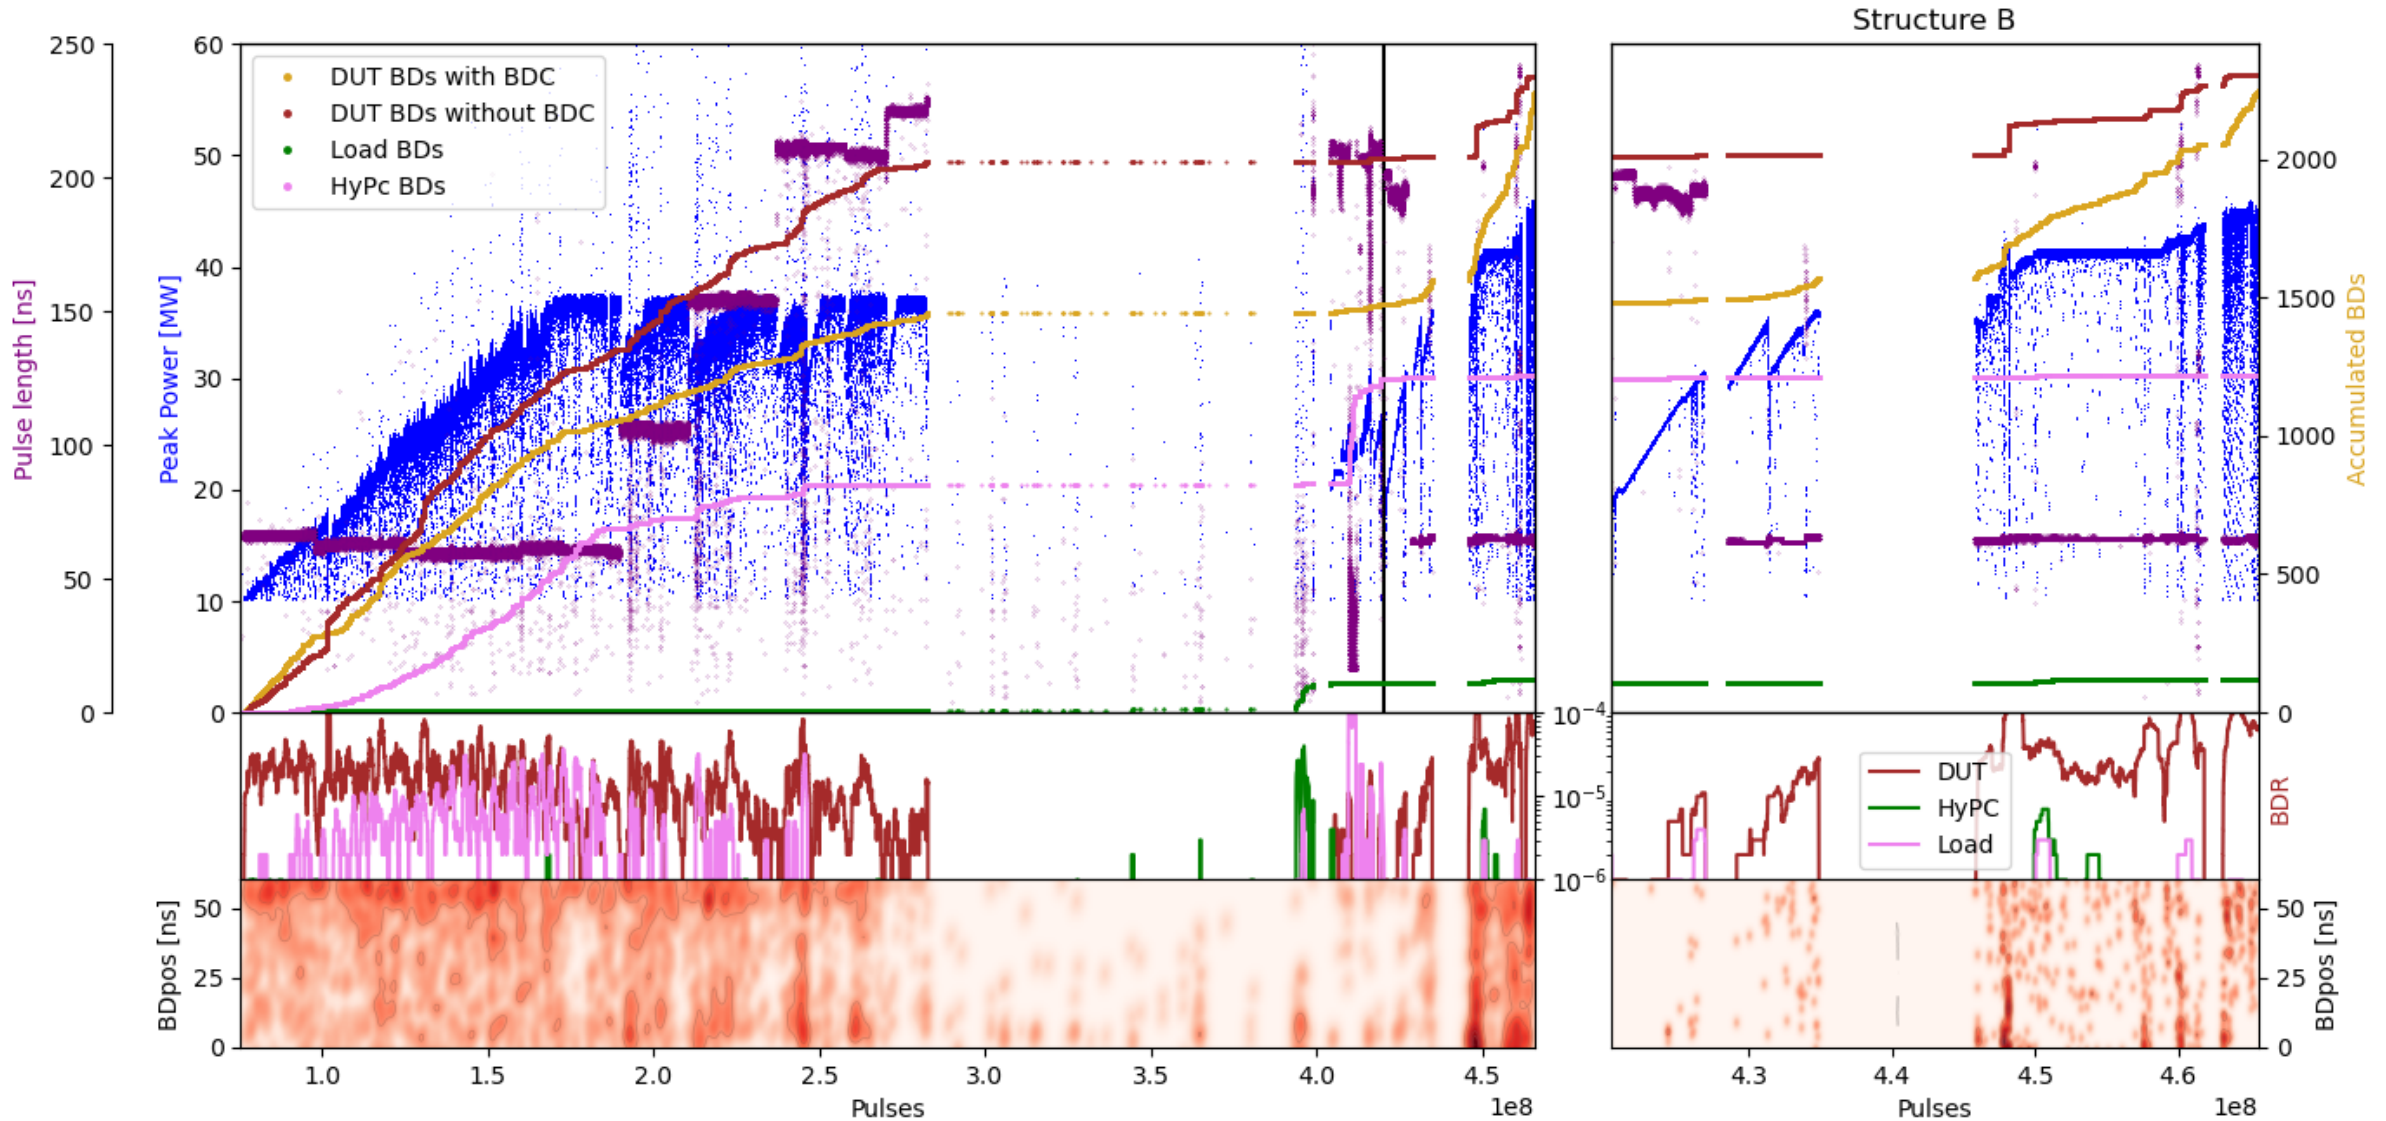 Structure B
Pulse length [ns]
250
200
150
100
50
0
Peak Power [MW]
60
50
40
30
20
10
0
DUT BDs with BDC
DUT BDs without BDC
Load BDs
HyPc BDs
2000
1500
1000
500
0
Accumulated BDs
10⁻⁴
10⁻⁵
10⁻⁶
DUT
HyPC
Load
BDR
BDpos [ns]
50
25
0
50
25
0
BDpos [ns]
1.0 1.5 2.0 2.5 3.0 3.5 4.0 4.5
Pulses
1e8
4.3 4.4 4.5 4.6
Pulses
1e8